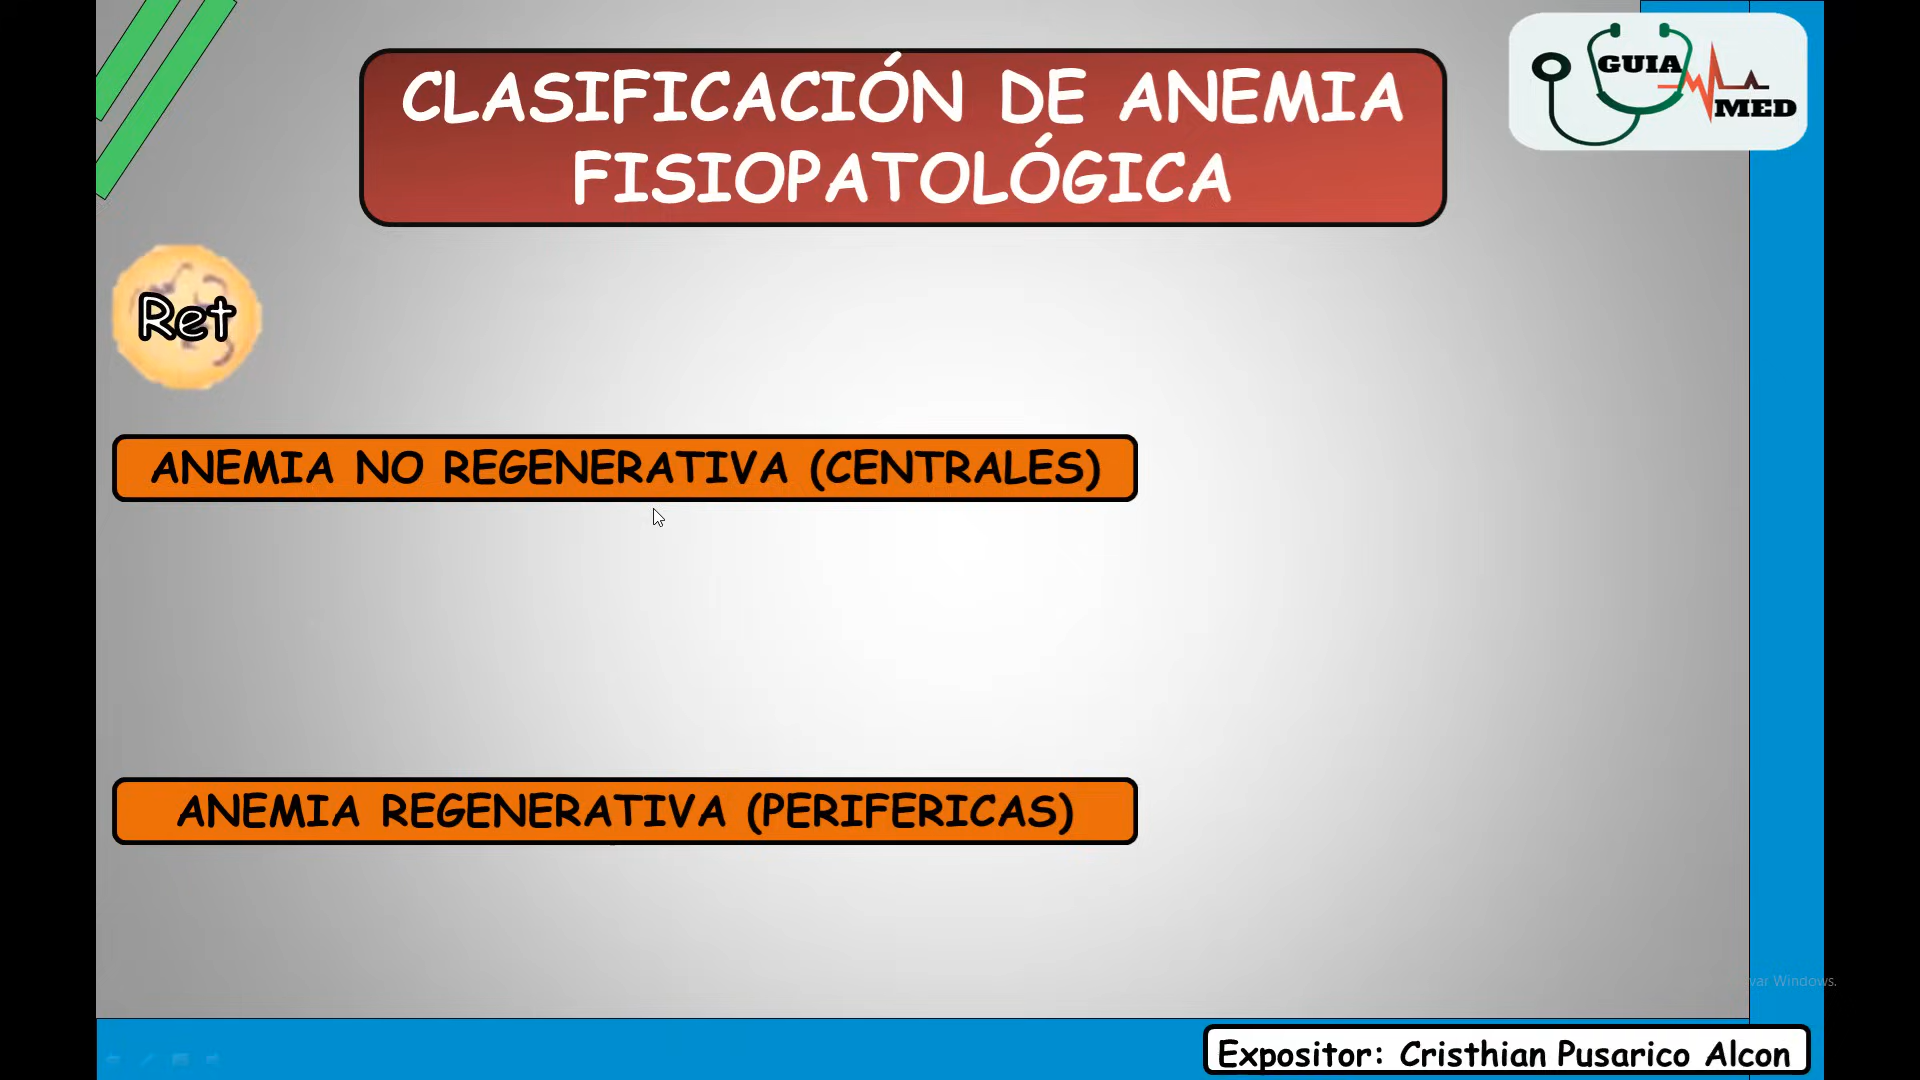 CLASIFICACIÓN DE ANEMIA
FISIOPATOLÓGICA
GUIA
MED
Ret
ANEMIA NO REGENERATIVA (CENTRALES)
ANEMIA REGENERATIVA (PERIFERICAS)
var Windows.
Expositor: Cristhian Pusarico Alcon